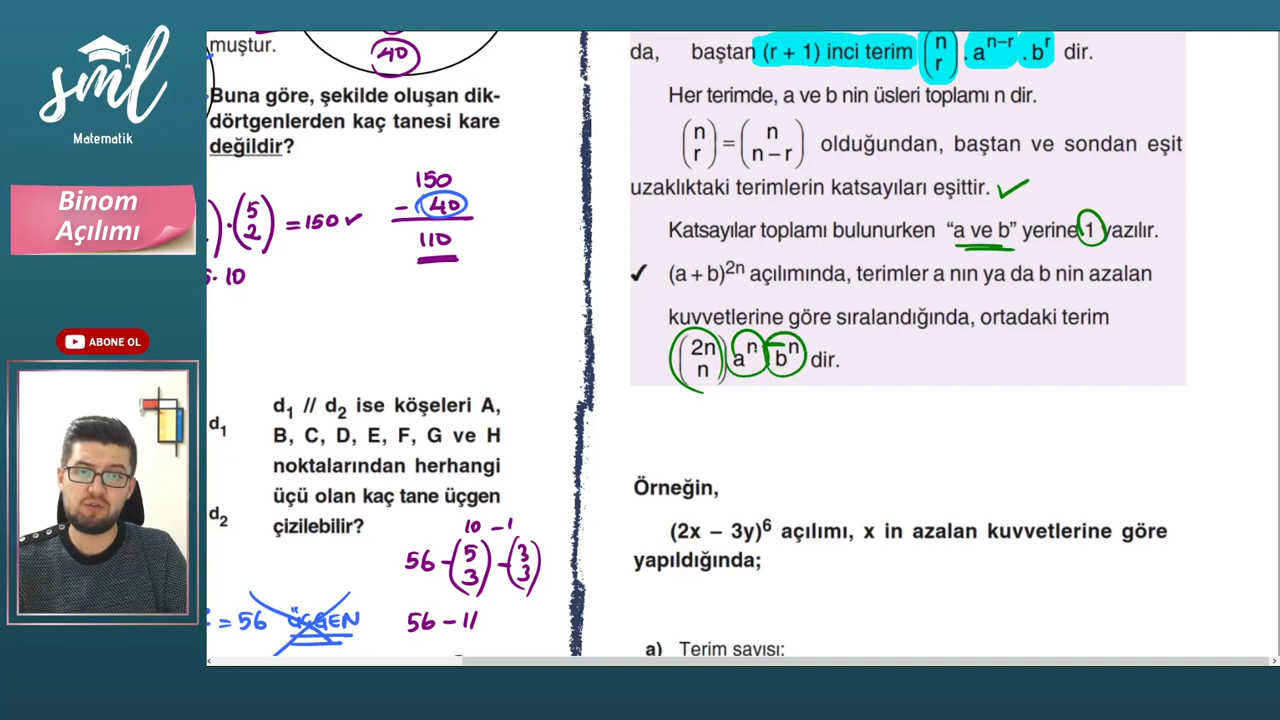 sml
Matematik
Binom
Açılımı
ABONE OL
muştur.
40
Buna göre, şekilde oluşan dik-
dörtgenlerden kaç tanesi kare
değildir?
) · (5 2) = 150 ✓
5 · 10
150
- 40
110
d1
d2
d1 // d2 ise köşeleri A,
B, C, D, E, F, G ve H
noktalarından herhangi
üçü olan kaç tane üçgen
çizilebilir?
10 - 1
56 - (5 3) - (3 3)
= 56 ÜÇGEN
56 - 11
da, baştan (r + 1) inci terim (n r) . a^n-r . b^r dir.
Her terimde, a ve b nin üsleri toplamı n dir.
(n r) = (n n-r) olduğundan, baştan ve sondan eşit
uzaklıktaki terimlerin katsayıları eşittir. ✓
Katsayılar toplamı bulunurken “a ve b” yerine 1 yazılır.
✓ (a + b)^2n açılımında, terimler a nın ya da b nin azalan
kuvvetlerine göre sıralandığında, ortadaki terim
(2n n) a^n b^n dir.
Örneğin,
(2x – 3y)^6 açılımı, x in azalan kuvvetlerine göre
yapıldığında;
a) Terim sayısı: